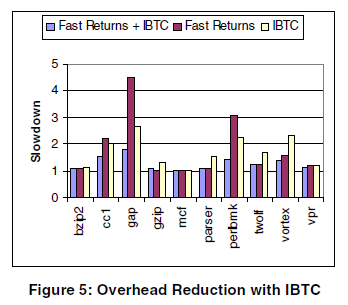 Fast Returns + IBTC Fast Returns IBTC
5
4
3
2
1
0
Slowdown
bzip2
cc1
gap
gzip
mcf
parser
perlbmk
twolf
vortex
vpr
Figure 5: Overhead Reduction with IBTC